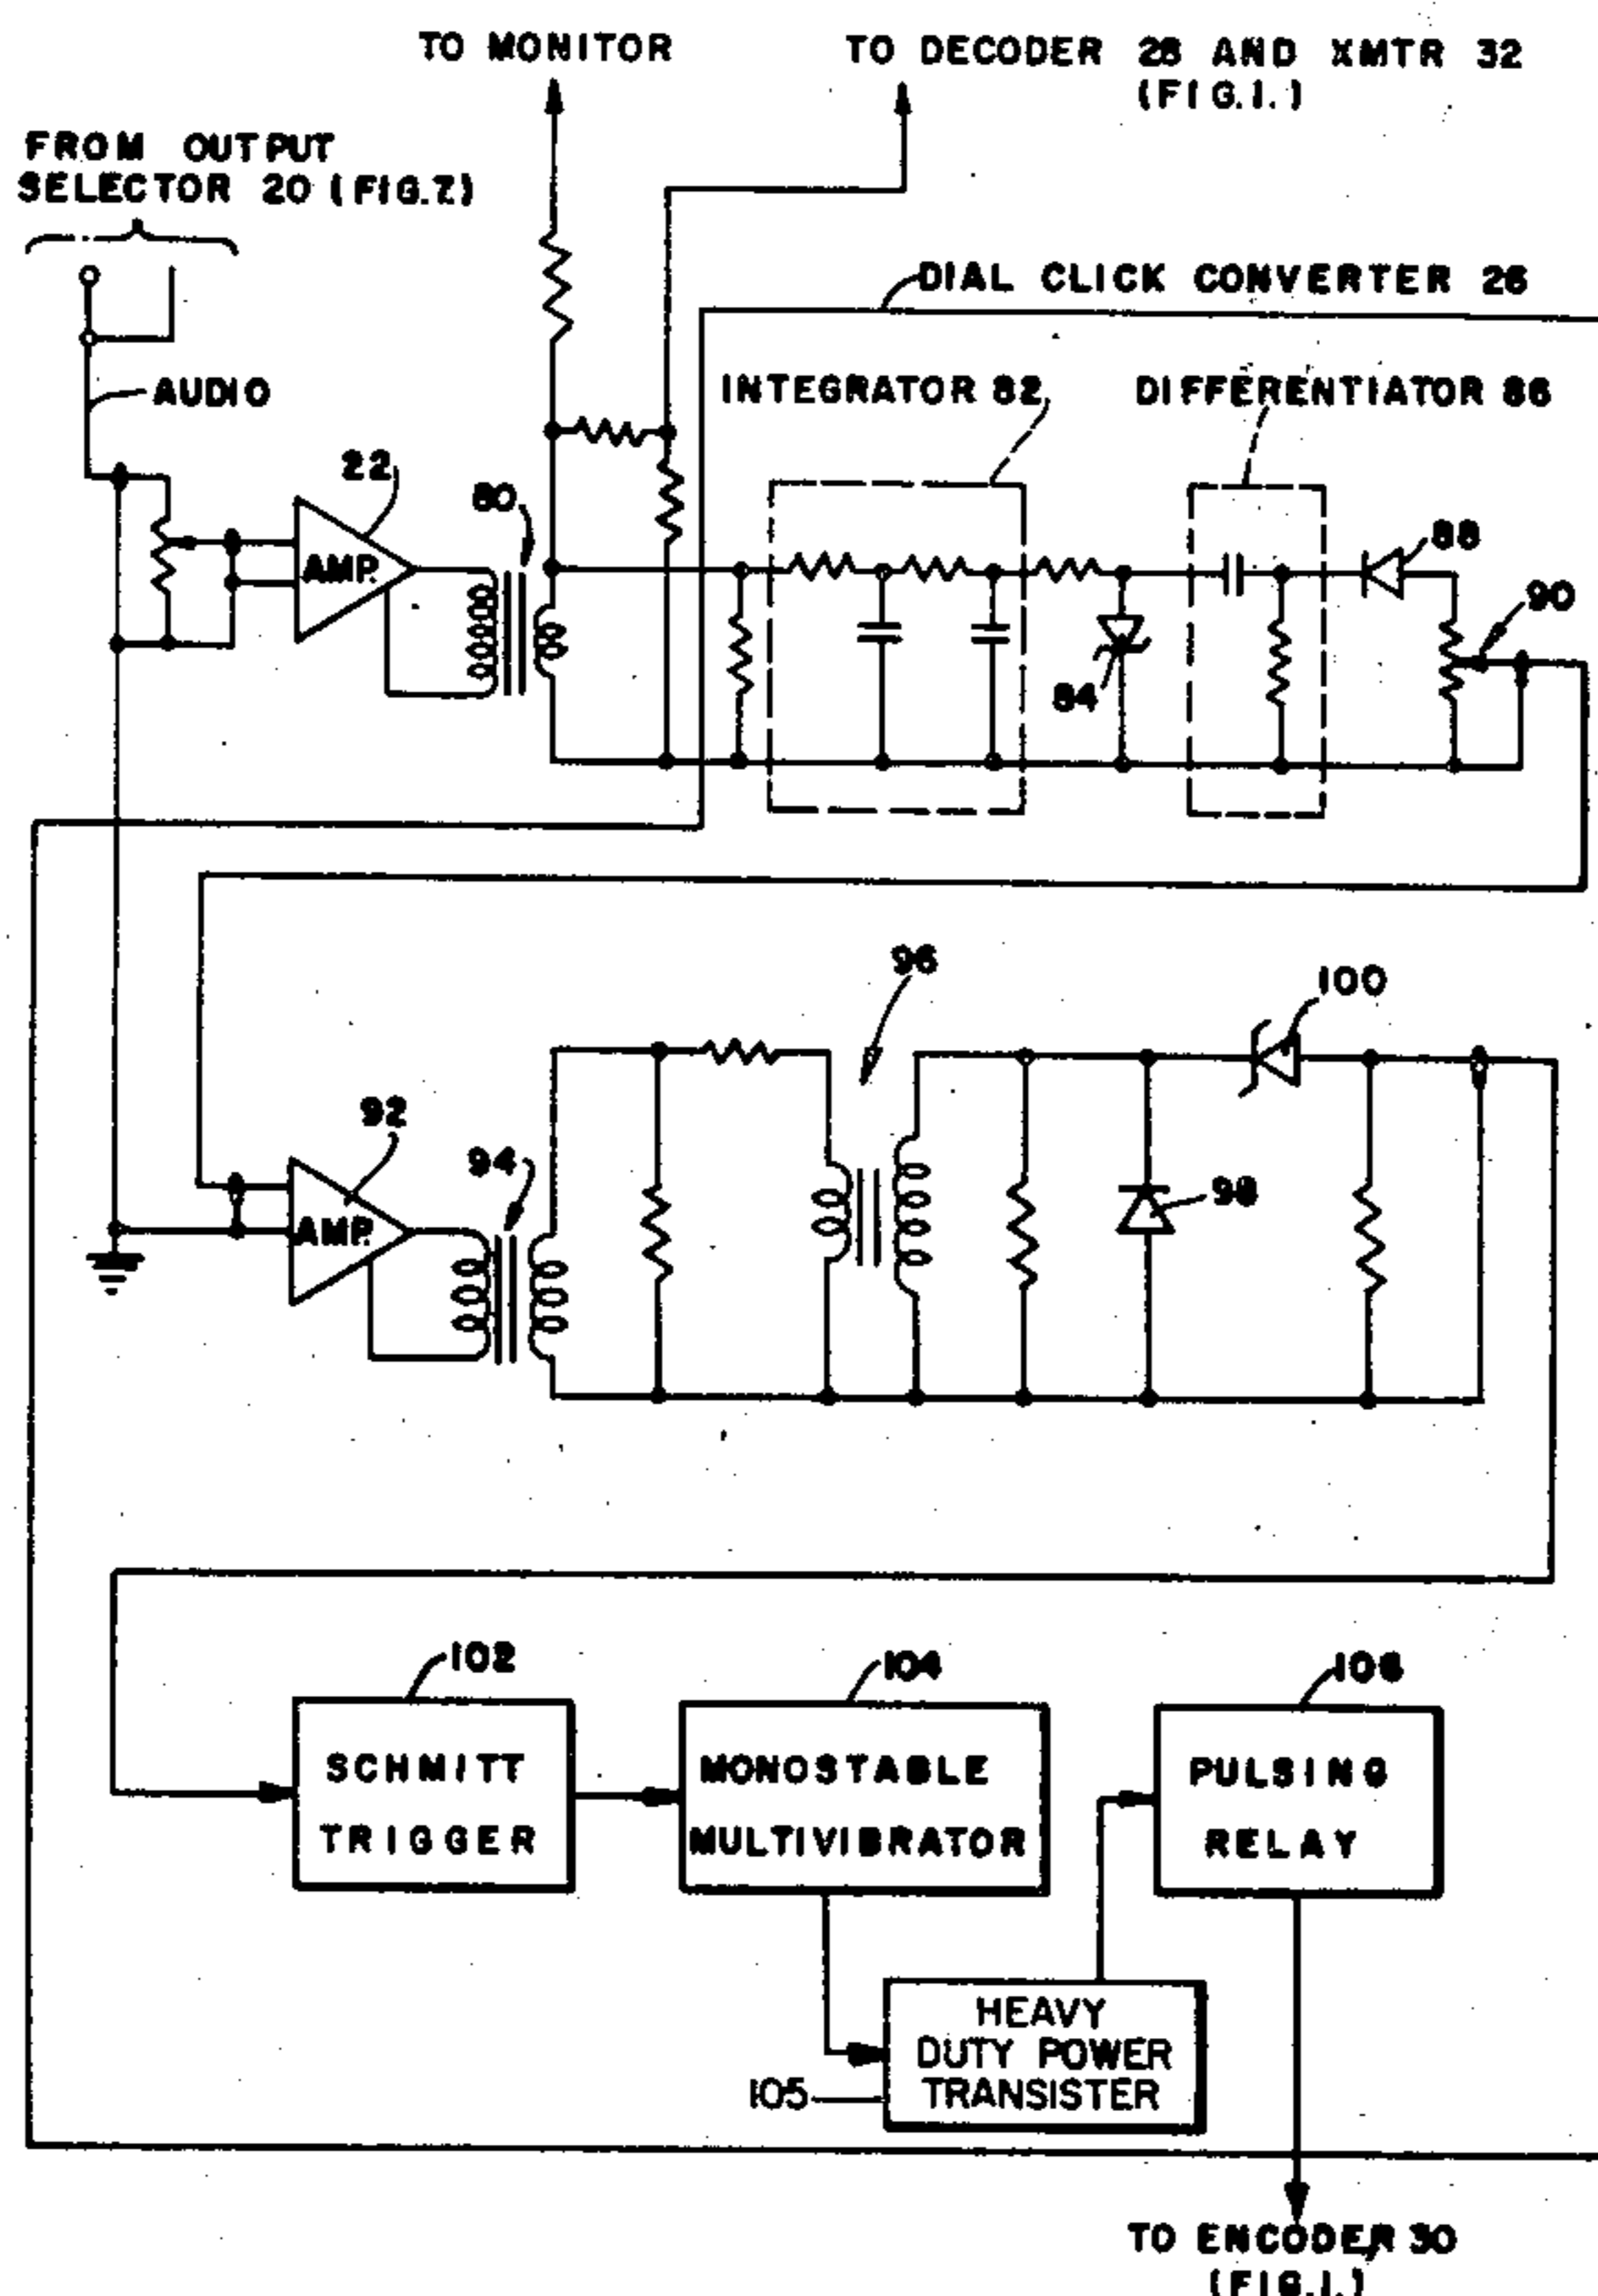 TO MONITOR
TO DECODER 28 AND XMTR 32
(FIG.1.)
FROM OUTPUT
SELECTOR 20 (FIG.7.)
DIAL CLICK CONVERTER 26
AUDIO
INTEGRATOR 82
DIFFERENTIATOR 86
22
80
88
AMP.
90
84
96
100
92
94
98
AMP.
102
104
106
SCHMITT
TRIGGER
MONOSTABLE
MULTIVIBRATOR
PULSING
RELAY
HEAVY
DUTY POWER
TRANSISTER
105
TO ENCODER 30
(FIG.1.)